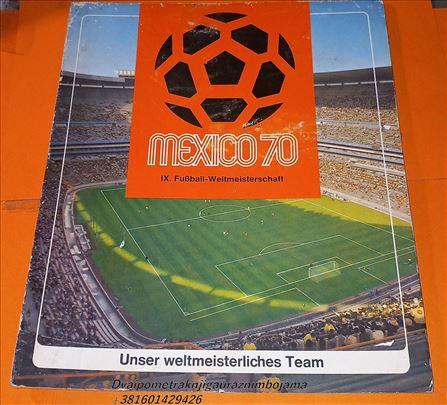 MEXICO 70
IX. Fußball-Weltmeisterschaft
Unser weltmeisterliches Team
Dvaipometraknjigauraznimbojama
+381601429426